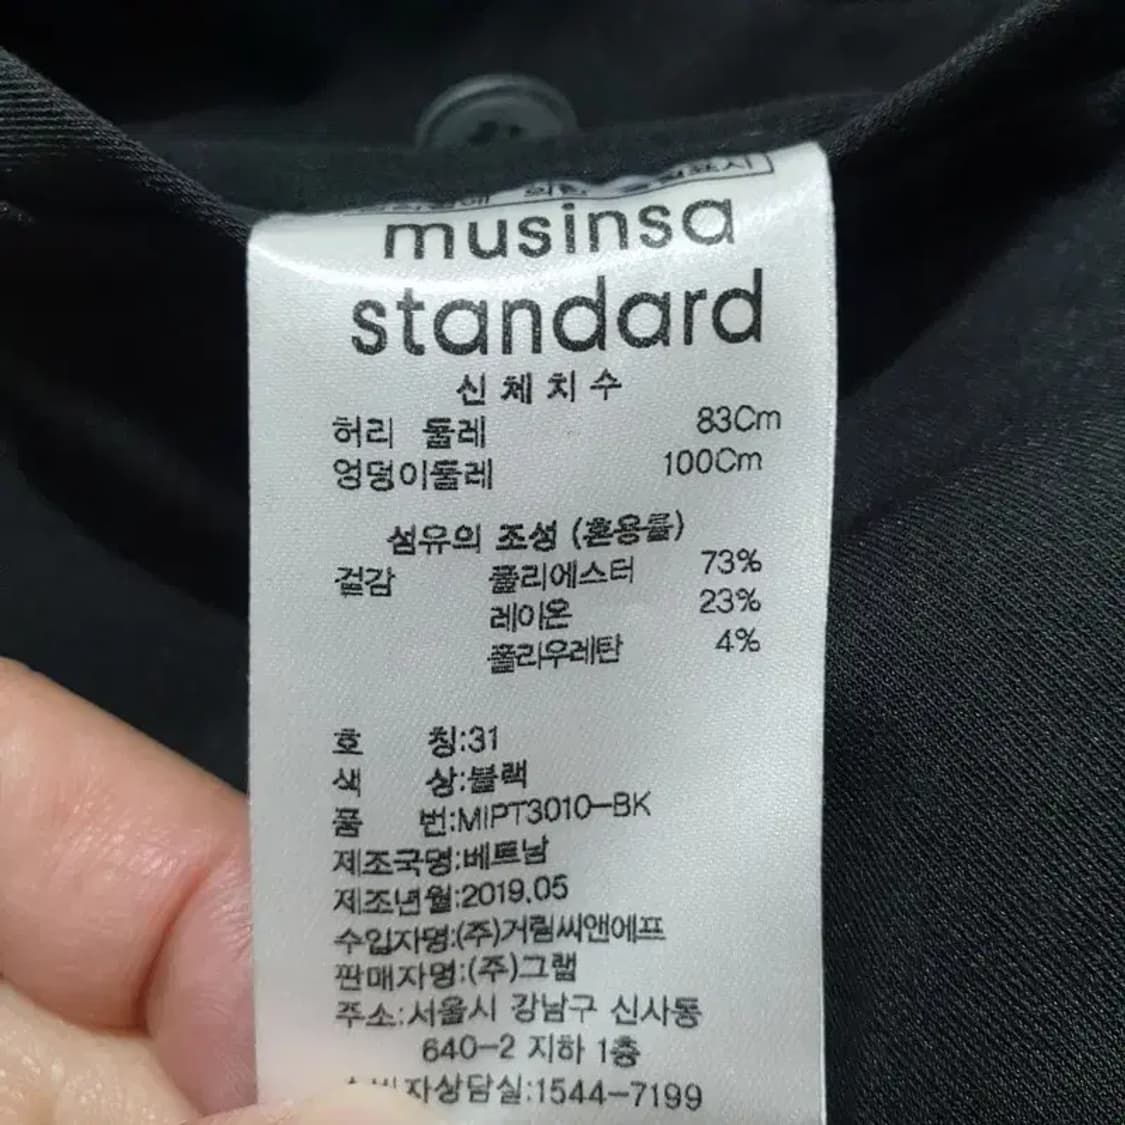 musinsa
standard
신체치수
허리 둘레 83Cm
엉덩이둘레 100Cm
섬유의 조성 (혼용률)
겉감 폴리에스터 73%
레이온 23%
폴리우레탄 4%
호 칭:31
색 상:블랙
품 번:MIPT3010-BK
제조국명:베트남
제조년월:2019.05
수입자명:(주)거림씨앤에프
판매자명:(주)그랩
주소:서울시 강남구 신사동
640-2 지하 1층
자상담실:1544-7199